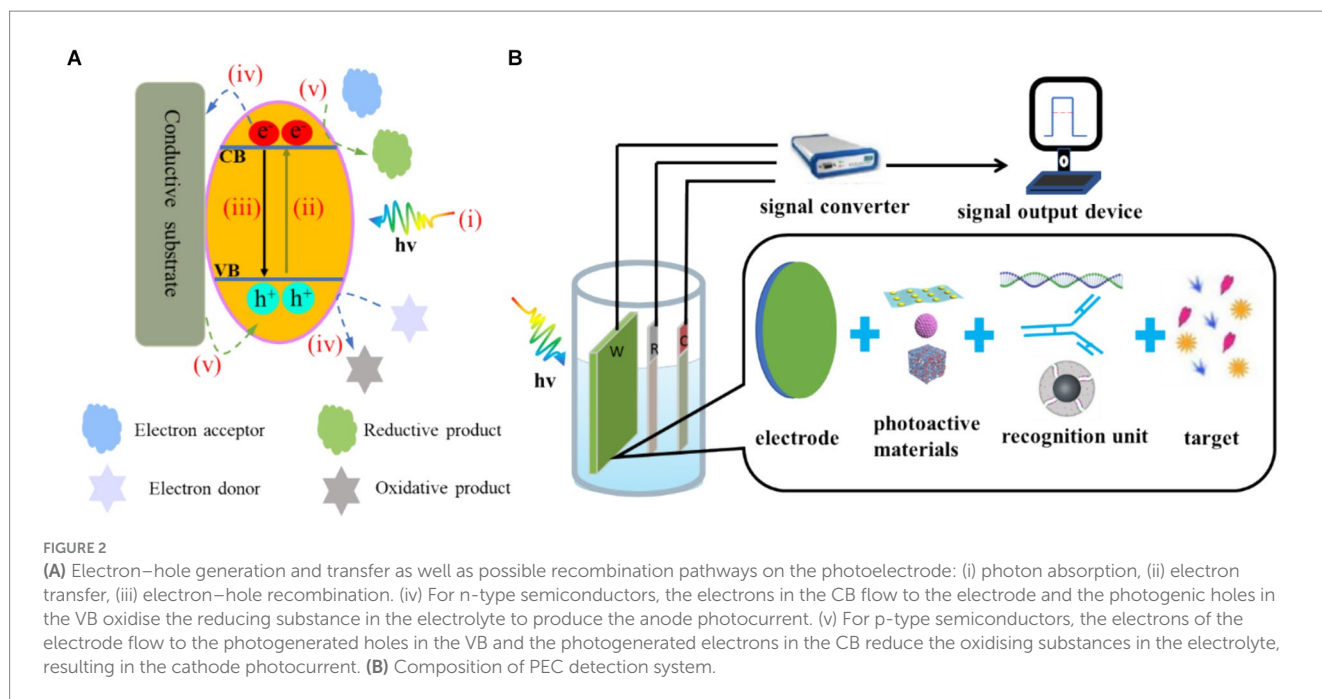 A
(iv)
(v)
Conductive substrate
e⁻ e⁻
CB
(iii)
(ii)
(i)
hv
VB
h⁺ h⁺
(v)
(iv)
Electron acceptor
Reductive product
Electron donor
Oxidative product
B
signal converter
signal output device
hv
W
R
C
electrode
photoactive
materials
recognition unit
target
FIGURE 2
(A) Electron–hole generation and transfer as well as possible recombination pathways on the photoelectrode: (i) photon absorption, (ii) electron
transfer, (iii) electron–hole recombination. (iv) For n-type semiconductors, the electrons in the CB flow to the electrode and the photogenic holes in
the VB oxidise the reducing substance in the electrolyte to produce the anode photocurrent. (v) For p-type semiconductors, the electrons of the
electrode flow to the photogenerated holes in the VB and the photogenerated electrons in the CB reduce the oxidising substances in the electrolyte,
resulting in the cathode photocurrent. (B) Composition of PEC detection system.